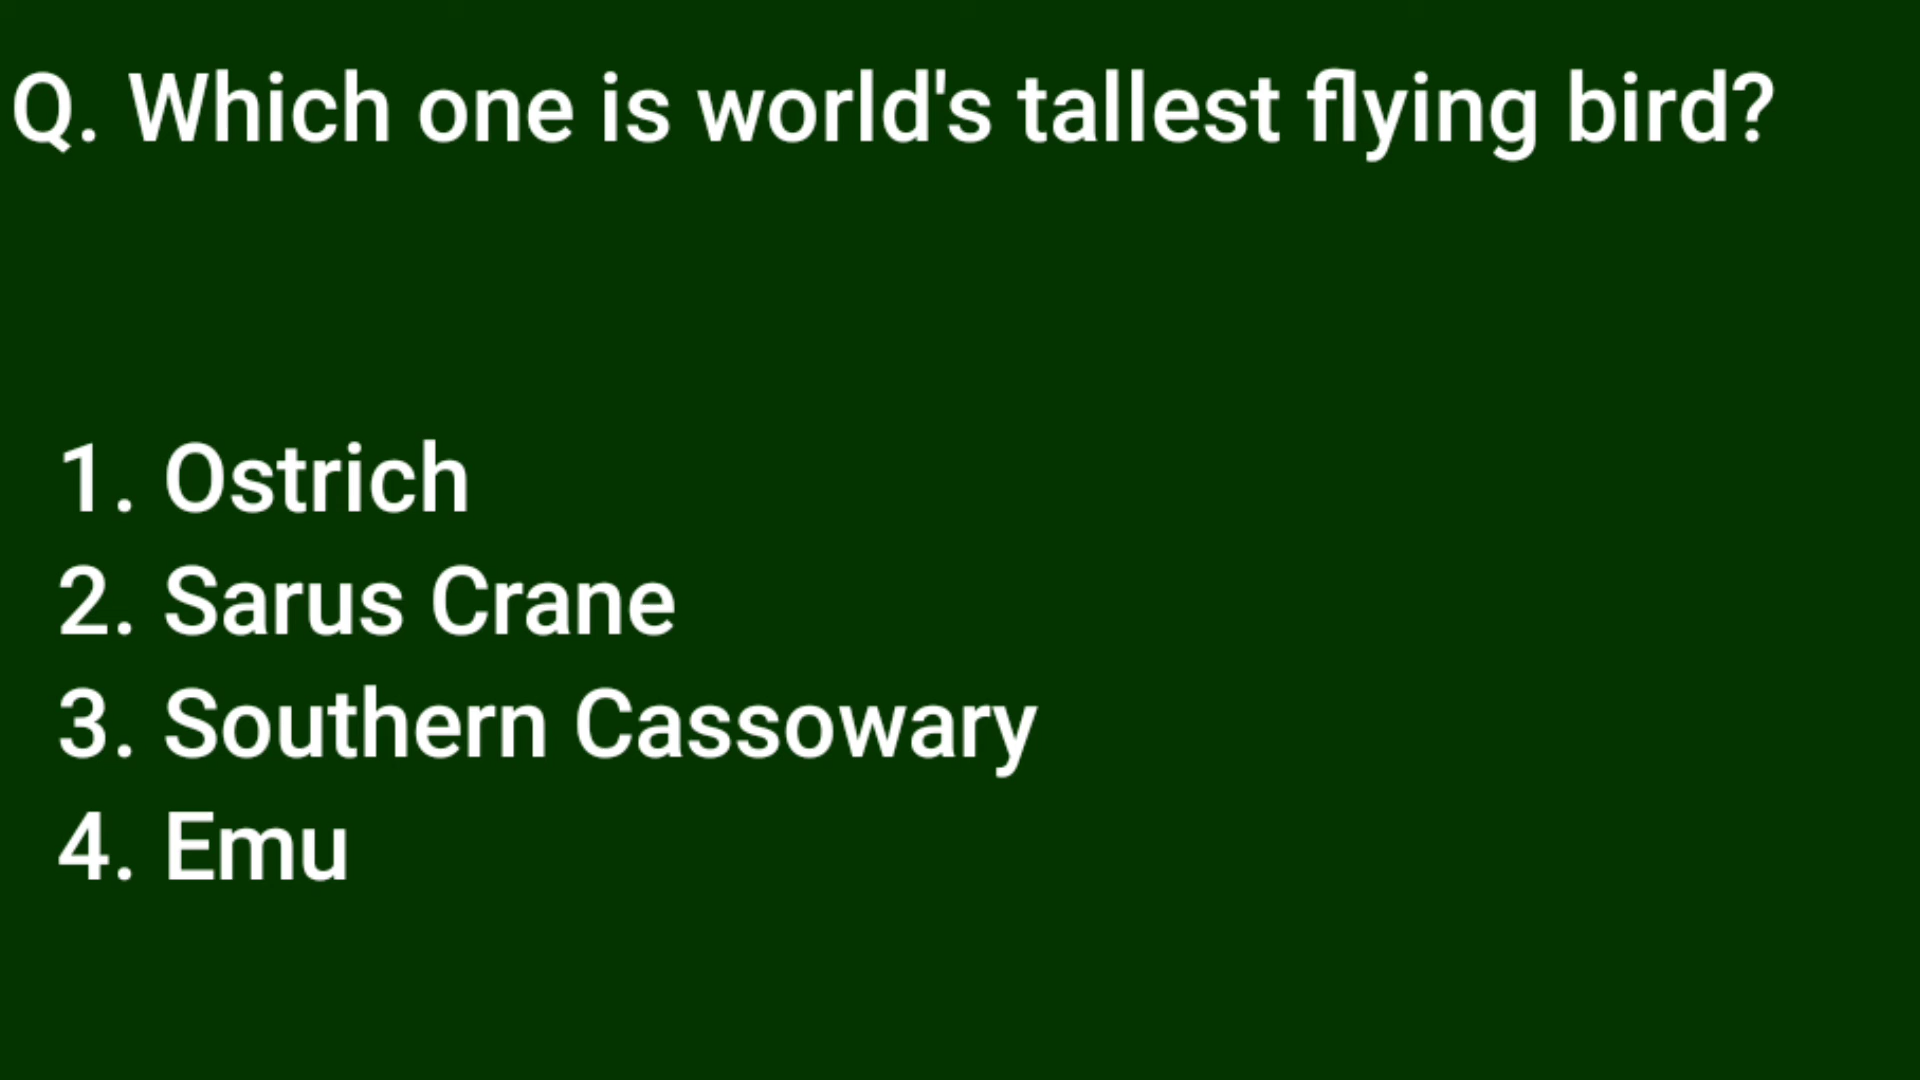 Q. Which one is world's tallest flying bird?
1. Ostrich
2. Sarus Crane
3. Southern Cassowary
4. Emu